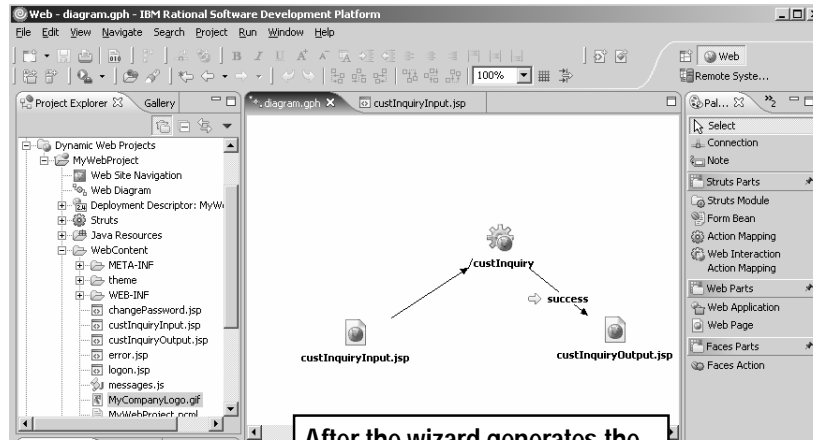 Web - diagram.gph - IBM Rational Software Development Platform
File Edit View Navigate Search Project Run Window Help
B I U A A
100%
Web
Remote Syste...
Project Explorer
Gallery
Dynamic Web Projects
MyWebProject
Web Site Navigation
Web Diagram
Deployment Descriptor: MyW
Struts
Java Resources
WebContent
META-INF
theme
WEB-INF
changePassword.jsp
custInquiryInput.jsp
custInquiryOutput.jsp
error.jsp
logon.jsp
messages.js
MyCompanyLogo.gif
MyWebProject.ncml
*.diagram.gph
custInquiryInput.jsp
/custInquiry
success
custInquiryInput.jsp
custInquiryOutput.jsp
Pal...
2
Select
Connection
Note
Struts Parts
Struts Module
Form Bean
Action Mapping
Web Interaction
Action Mapping
Web Parts
Web Application
Web Page
Faces Parts
Faces Action
After the wizard generates the